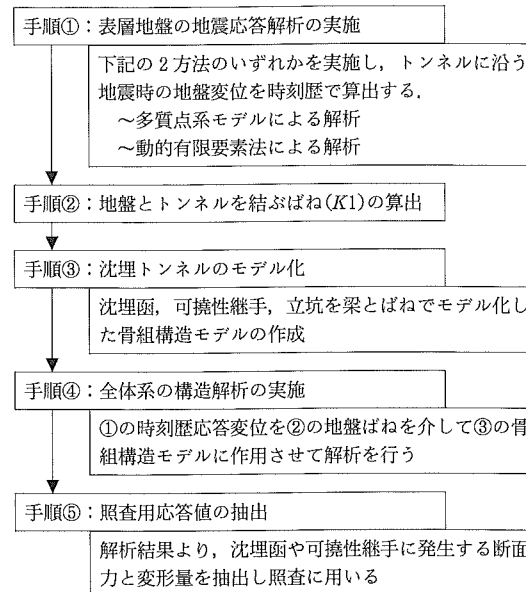 手順①：表層地盤の地震応答解析の実施
下記の2方法のいずれかを実施し，トンネルに沿う
地震時の地盤変位を時刻歴で算出する．
～多質点系モデルによる解析
～動的有限要素法による解析
手順②：地盤とトンネルを結ぶばね(K1)の算出
手順③：沈埋トンネルのモデル化
沈埋函，可撓性継手，立坑を梁とばねでモデル化し
た骨組構造モデルの作成
手順④：全体系の構造解析の実施
①の時刻歴応答変位を②の地盤ばねを介して③の骨
組構造モデルに作用させて解析を行う
手順⑤：照査用応答値の抽出
解析結果より，沈埋函や可撓性継手に発生する断面
力と変形量を抽出し照査に用いる